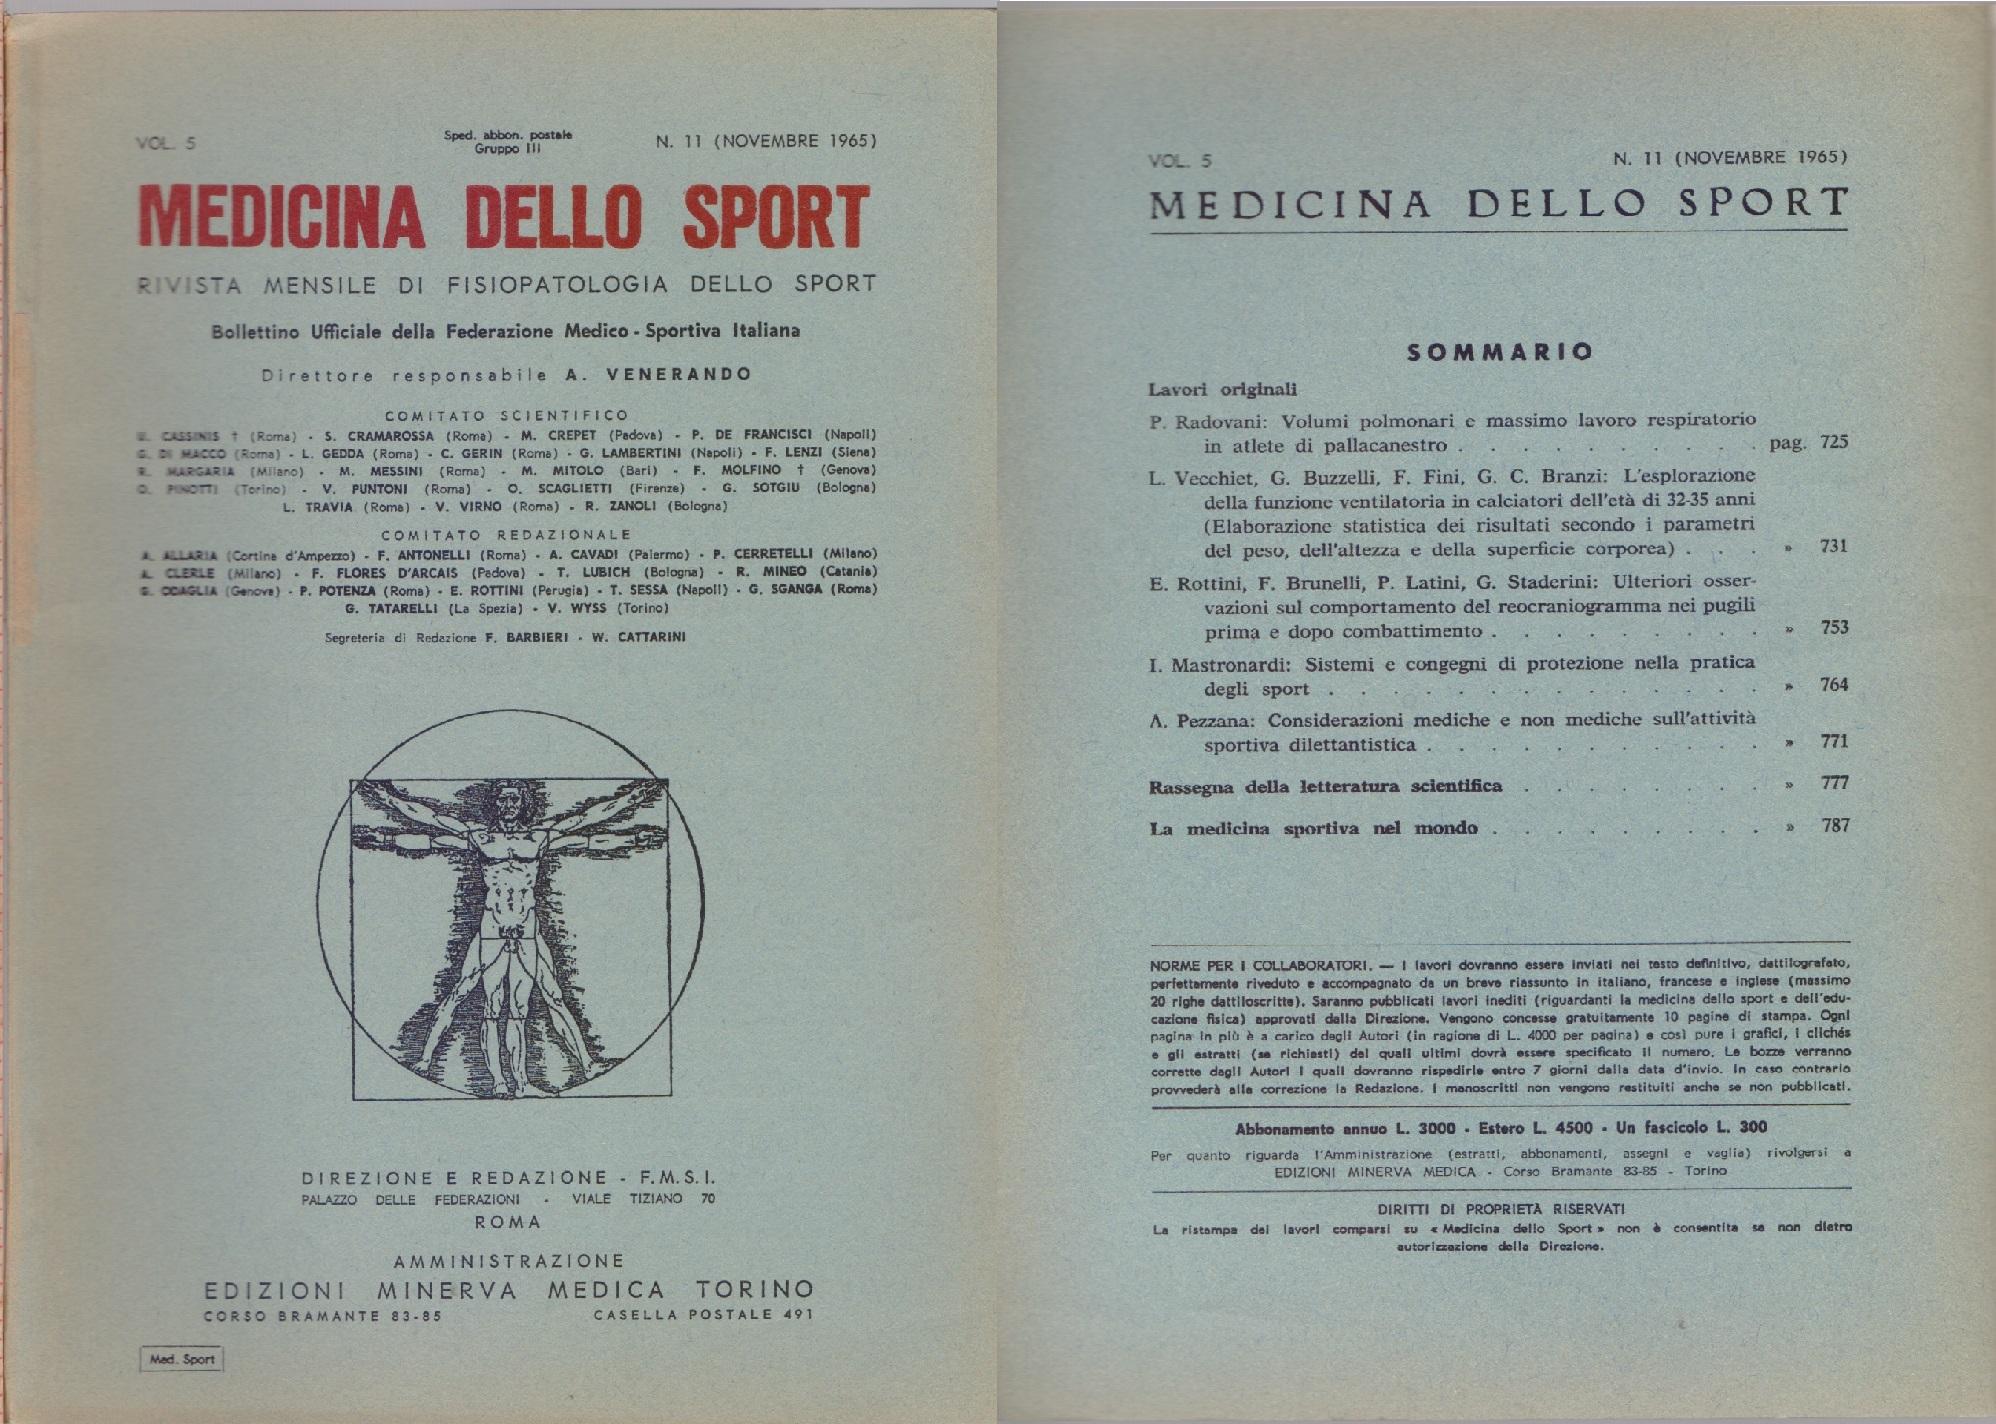 VOL. 5
Sped. abbon. postale
Gruppo III
N. 11 (NOVEMBRE 1965)
MEDICINA DELLO SPORT
RIVISTA MENSILE DI FISIOPATOLOGIA DELLO SPORT
Bollettino Ufficiale della Federazione Medico-Sportiva Italiana
Direttore responsabile A. VENERANDO
COMITATO SCIENTIFICO
U. CASSINIS † (Roma) - S. CRAMAROSSA (Roma) - M. CREPET (Padova) - P. DE FRANCISCI (Napoli)
G. DI MACCO (Roma) - L. GEDDA (Roma) - C. GERIN (Roma) - G. LAMBERTINI (Napoli) - F. LENZI (Siena)
R. MARGARIA (Milano) - M. MESSINI (Roma) - M. MITOLO (Bari) - F. MOLFINO † (Genova)
O. PINOTTI (Torino) - V. PUNTONI (Roma) - O. SCAGLIETTI (Firenze) - G. SOTGIU (Bologna)
L. TRAVIA (Roma) - V. VIRNO (Roma) - R. ZANOLI (Bologna)
COMITATO REDAZIONALE
A. ALLARIA (Cortina d'Ampezzo) - F. ANTONELLI (Roma) - A. CAVADI (Palermo) - P. CERRETELLI (Milano)
A. CLERLE (Milano) - F. FLORES D'ARCAIS (Padova) - T. LUBICH (Bologna) - R. MINEO (Catania)
G. ODAGLIA (Genova) - P. POTENZA (Roma) - E. ROTTINI (Perugia) - T. SESSA (Napoli) - G. SGANGA (Roma)
G. TATARELLI (La Spezia) - V. WYSS (Torino)
Segreteria di Redazione F. BARBIERI - W. CATTARINI
DIREZIONE E REDAZIONE - F.M.S.I.
PALAZZO DELLE FEDERAZIONI - VIALE TIZIANO 70
ROMA
AMMINISTRAZIONE
EDIZIONI MINERVA MEDICA TORINO
CORSO BRAMANTE 83-85 CASELLA POSTALE 491
Med. Sport
VOL. 5
N. 11 (NOVEMBRE 1965)
MEDICINA DELLO SPORT
SOMMARIO
Lavori originali
P. Radovani: Volumi polmonari e massimo lavoro respiratorio
in atlete di pallacanestro . . . . . . . . . . pag. 725
L. Vecchiet, G. Buzzelli, F. Fini, G. C. Branzi: L'esplorazione
della funzione ventilatoria in calciatori dell'età di 32-35 anni
(Elaborazione statistica dei risultati secondo i parametri
del peso, dell'altezza e della superficie corporea) . . . » 731
E. Rottini, F. Brunelli, P. Latini, G. Staderini: Ulteriori osser-
vazioni sul comportamento del reocraniogramma nei pugili
prima e dopo combattimento . . . . . . . . . » 753
I. Mastronardi: Sistemi e congegni di protezione nella pratica
degli sport . . . . . . . . . . . . . . » 764
A. Pezzana: Considerazioni mediche e non mediche sull'attività
sportiva dilettantistica . . . . . . . . . . . » 771
Rassegna della letteratura scientifica . . . . . . . . » 777
La medicina sportiva nel mondo . . . . . . . . . » 787
NORME PER I COLLABORATORI. — I lavori dovranno essere inviati nel testo definitivo, dattilografato,
perfettamente riveduto e accompagnato da un breve riassunto in italiano, francese e inglese (massimo
20 righe dattiloscritte). Saranno pubblicati lavori inediti (riguardanti la medicina dello sport e dell'edu-
cazione fisica) approvati dalla Direzione. Vengono concesse gratuitamente 10 pagine di stampa. Ogni
pagina in più è a carico degli Autori (in ragione di L. 4000 per pagina) e così pure i grafici, i clichés
e gli estratti (se richiesti) dei quali ultimi dovrà essere specificato il numero. Le bozze verranno
corrette dagli Autori i quali dovranno rispedirle entro 7 giorni dalla data d'invio. In caso contrario
provvederà alla correzione la Redazione. I manoscritti non vengono restituiti anche se non pubblicati.
Abbonamento annuo L. 3000 - Estero L. 4500 - Un fascicolo L. 300
Per quanto riguarda l'Amministrazione (estratti, abbonamenti, assegni e vaglia) rivolgersi a
EDIZIONI MINERVA MEDICA - Corso Bramante 83-85 - Torino
DIRITTI DI PROPRIETÀ RISERVATI
La ristampa dei lavori comparsi su « Medicina dello Sport » non è consentita se non dietro
autorizzazione della Direzione.